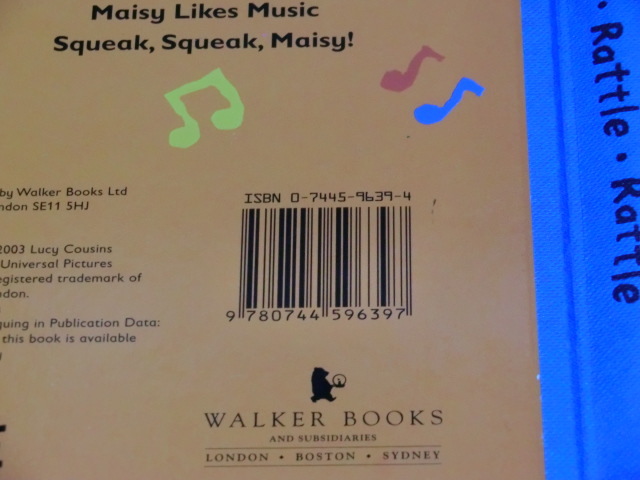 Maisy Likes Music
Squeak, Squeak, Maisy!
by Walker Books Ltd
ndon SE11 5HJ
2003 Lucy Cousins
Universal Pictures
egistered trademark of
ndon.
guing in Publication Data:
this book is available
ISBN 0-7445-9639-4
9 780744 596397
WALKER BOOKS
AND SUBSIDIARIES
LONDON • BOSTON • SYDNEY
• Rattle • Rattle